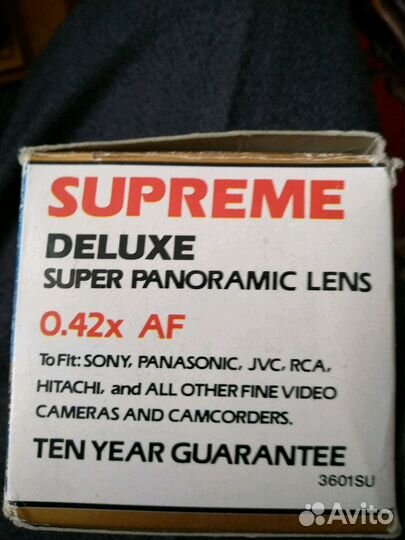 SUPREME
DELUXE
SUPER PANORAMIC LENS
0.42x AF
To Fit: SONY, PANASONIC, JVC, RCA,
HITACHI, and ALL OTHER FINE VIDEO
CAMERAS AND CAMCORDERS.
TEN YEAR GUARANTEE
3601SU
Avito